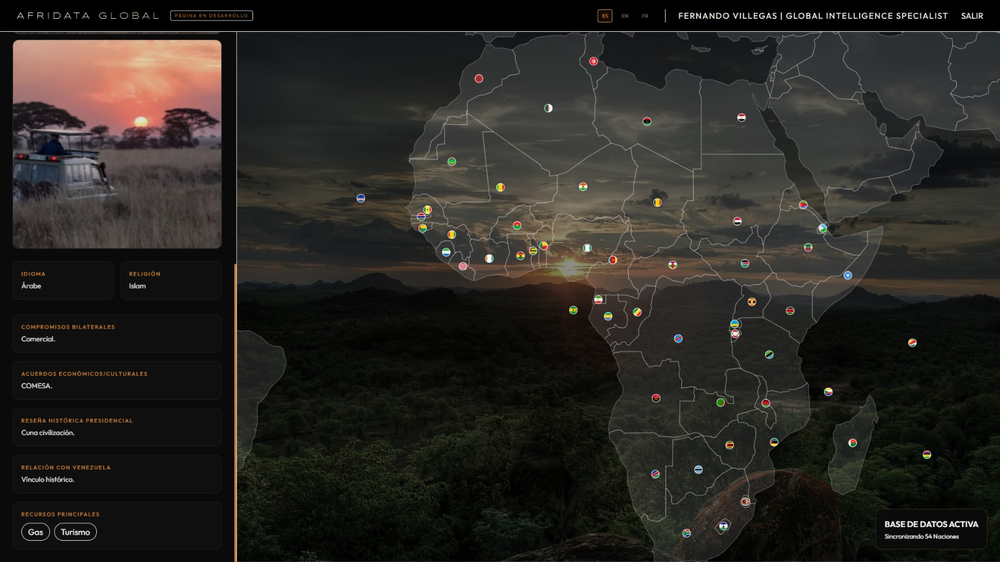 AFRIDATA GLOBAL
PÁGINA EN DESARROLLO
ES
EN
FR
FERNANDO VILLEGAS | GLOBAL INTELLIGENCE SPECIALIST
SALIR
IDIOMA
Árabe
RELIGIÓN
Islam
COMPROMISOS BILATERALES
Comercial.
ACUERDOS ECONÓMICOS/CULTURALES
COMESA.
RESEÑA HISTÓRICA PRESIDENCIAL
Cuna civilización.
RELACIÓN CON VENEZUELA
Vínculo histórico.
RECURSOS PRINCIPALES
Gas
Turismo
BASE DE DATOS ACTIVA
Sincronizando 54 Naciones